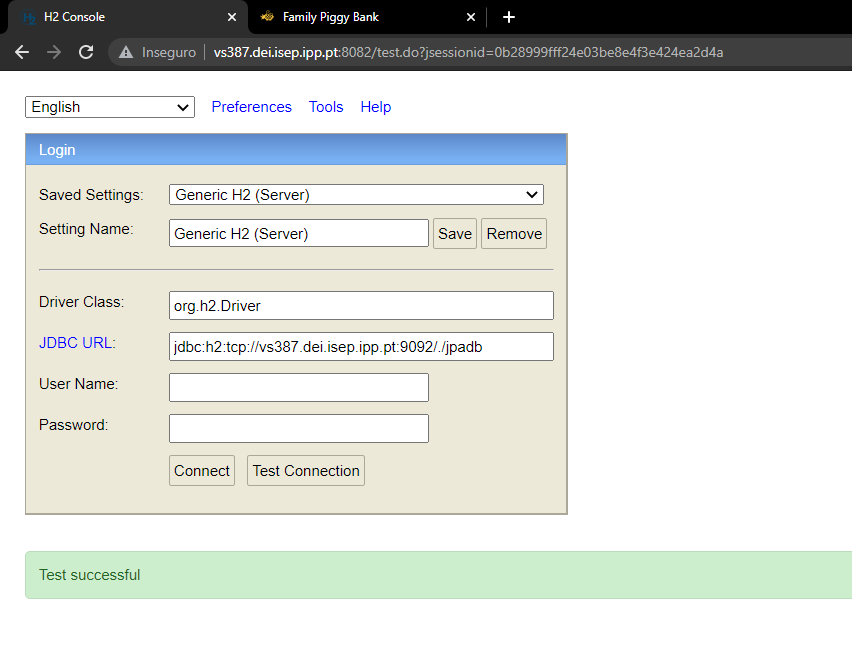 H2 Console
Family Piggy Bank
Inseguro vs387.dei.isep.ipp.pt:8082/test.do?jsessionid=0b28999fff24e03be8e4f3e424ea2d4a
English Preferences Tools Help
Login
Saved Settings: Generic H2 (Server)
Setting Name: Generic H2 (Server) Save Remove
Driver Class: org.h2.Driver
JDBC URL: jdbc:h2:tcp://vs387.dei.isep.ipp.pt:9092/./jpadb
User Name:
Password:
Connect Test Connection
Test successful